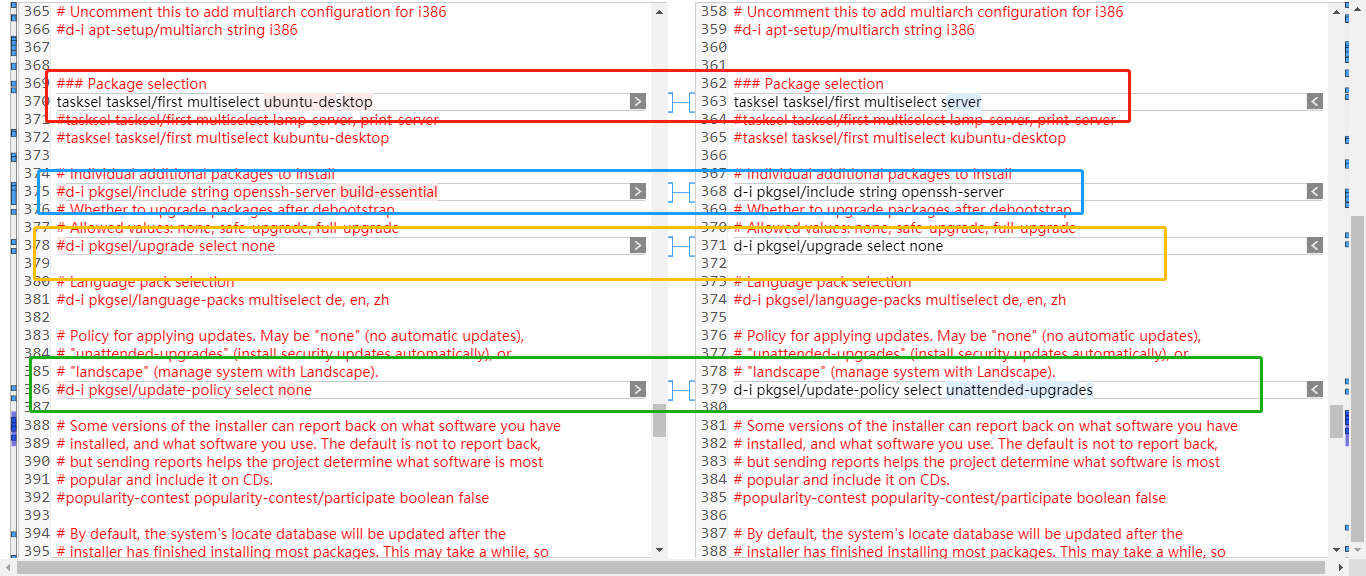 365 # Uncomment this to add multiarch configuration for i386
366 #d-i apt-setup/multiarch string i386
367
368
369 ### Package selection
370 tasksel tasksel/first multiselect ubuntu-desktop
371 #tasksel tasksel/first multiselect lamp-server, print-server
372 #tasksel tasksel/first multiselect kubuntu-desktop
373
374 # Individual additional packages to install
375 #d-i pkgsel/include string openssh-server build-essential
376 # Whether to upgrade packages after debootstrap
377 # Allowed values: none, safe-upgrade, full-upgrade
378 #d-i pkgsel/upgrade select none
379
380 # Language pack selection
381 #d-i pkgsel/language-packs multiselect de, en, zh
382
383 # Policy for applying updates. May be "none" (no automatic updates),
384 # "unattended-upgrades" (install security updates automatically), or
385 # "landscape" (manage system with Landscape).
386 #d-i pkgsel/update-policy select none
387
388 # Some versions of the installer can report back on what software you have
389 # installed, and what software you use. The default is not to report back,
390 # but sending reports helps the project determine what software is most
391 # popular and include it on CDs.
392 #popularity-contest popularity-contest/participate boolean false
393
394 # By default, the system's locate database will be updated after the
395 # installer has finished installing most packages. This may take a while, so
358 # Uncomment this to add multiarch configuration for i386
359 #d-i apt-setup/multiarch string i386
360
361
362 ### Package selection
363 tasksel tasksel/first multiselect server
364 #tasksel tasksel/first multiselect lamp-server, print-server
365 #tasksel tasksel/first multiselect kubuntu-desktop
366
367 # Individual additional packages to install
368 d-i pkgsel/include string openssh-server
369 # Whether to upgrade packages after debootstrap
370 # Allowed values: none, safe-upgrade, full-upgrade
371 d-i pkgsel/upgrade select none
372
373 # Language pack selection
374 #d-i pkgsel/language-packs multiselect de, en, zh
375
376 # Policy for applying updates. May be "none" (no automatic updates),
377 # "unattended-upgrades" (install security updates automatically), or
378 # "landscape" (manage system with Landscape).
379 d-i pkgsel/update-policy select unattended-upgrades
380
381 # Some versions of the installer can report back on what software you have
382 # installed, and what software you use. The default is not to report back,
383 # but sending reports helps the project determine what software is most
384 # popular and include it on CDs.
385 #popularity-contest popularity-contest/participate boolean false
386
387 # By default, the system's locate database will be updated after the
388 # installer has finished installing most packages. This may take a while, so